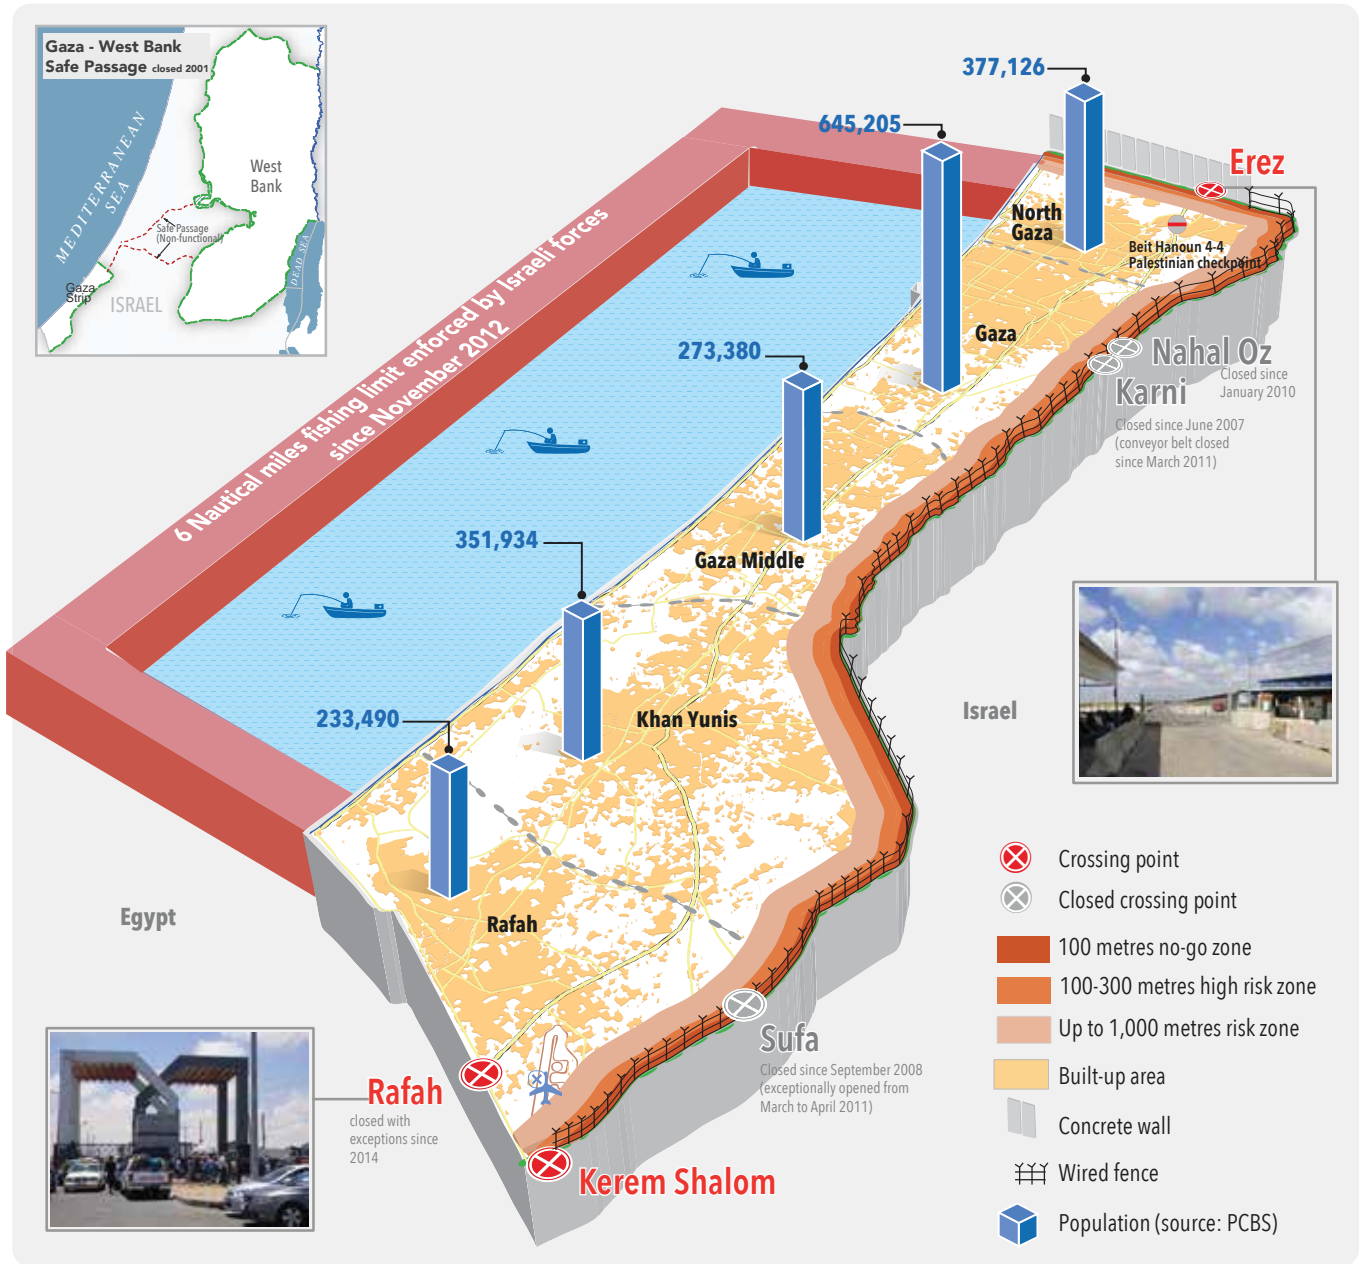 Gaza - West Bank
Safe Passage closed 2001
MEDITERRANEAN
SEA
West
Bank
Safe Passage
(Non-functional)
DEAD SEA
Gaza
Strip
ISRAEL
377,126
645,205
Erez
North
Gaza
Beit Hanoun 4-4
Palestinian checkpoint
6 Nautical miles fishing limit enforced by Israeli forces
since November 2012
Gaza
273,380
Nahal Oz
Closed since
January 2010
Karni
Closed since June 2007
(conveyor belt closed
since March 2011)
351,934
Gaza Middle
233,490
Khan Yunis
Israel
Egypt
Rafah
Crossing point
Closed crossing point
100 metres no-go zone
100-300 metres high risk zone
Up to 1,000 metres risk zone
Built-up area
Concrete wall
Wired fence
Population (source: PCBS)
Sufa
Closed since September 2008
(exceptionally opened from
March to April 2011)
Rafah
closed with
exceptions since
2014
Kerem Shalom